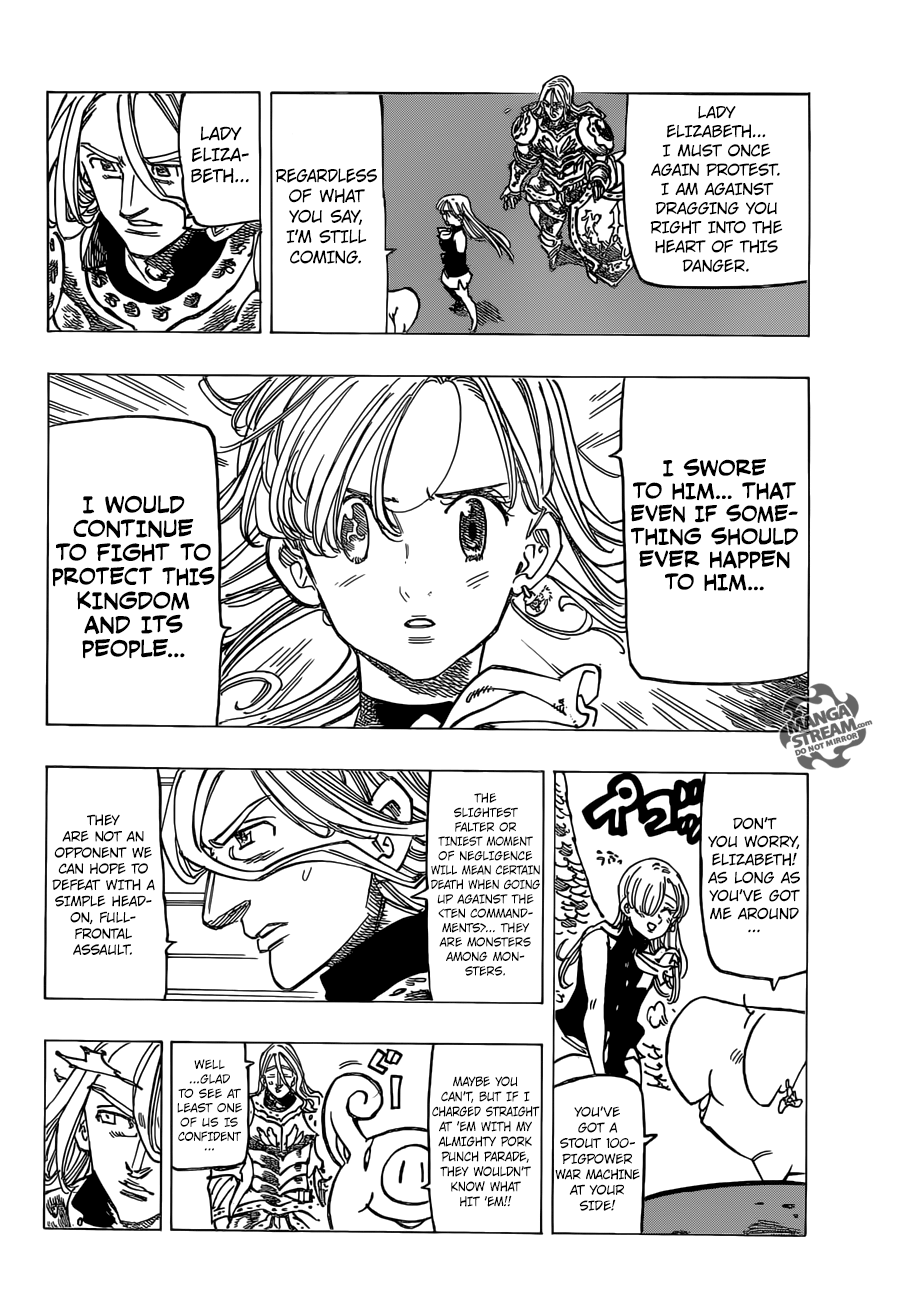 LADY
ELIZABETH...
I MUST ONCE
AGAIN PROTEST.
I AM AGAINST
DRAGGING YOU
RIGHT INTO THE
HEART OF THIS
DANGER.
REGARDLESS
OF WHAT
YOU SAY,
I'M STILL
COMING.
LADY
ELIZA-
BETH...
I SWORE
TO HIM... THAT
EVEN IF SOME-
THING SHOULD
EVER HAPPEN
TO HIM...
I WOULD
CONTINUE
TO FIGHT TO
PROTECT THIS
KINGDOM
AND ITS
PEOPLE...
MANGA
STREAM.com
DO NOT MIRROR
DON'T
YOU WORRY,
ELIZABETH!
AS LONG AS
YOU'VE GOT
ME AROUND
...
うふ
YOU'VE
GOT A
STOUT 100-
PIGPOWER
WAR MACHINE
AT YOUR
SIDE!
THE
SLIGHTEST
FALTER OR
TINIEST MOMENT
OF NEGLIGENCE
WILL MEAN CERTAIN
DEATH WHEN GOING
UP AGAINST THE
<TEN COMMAND-
MENTS>... THEY
ARE MONSTERS
AMONG MON-
STERS.
THEY
ARE NOT AN
OPPONENT WE
CAN HOPE TO
DEFEAT WITH A
SIMPLE HEAD-
ON, FULL-
FRONTAL
ASSAULT.
MAYBE YOU
CAN'T, BUT IF I
CHARGED STRAIGHT
AT 'EM WITH MY
ALMIGHTY PORK
PUNCH PARADE,
THEY WOULDN'T
KNOW WHAT
HIT 'EM!!
WELL
...GLAD
TO SEE AT
LEAST ONE OF
US IS
CONFIDENT
...